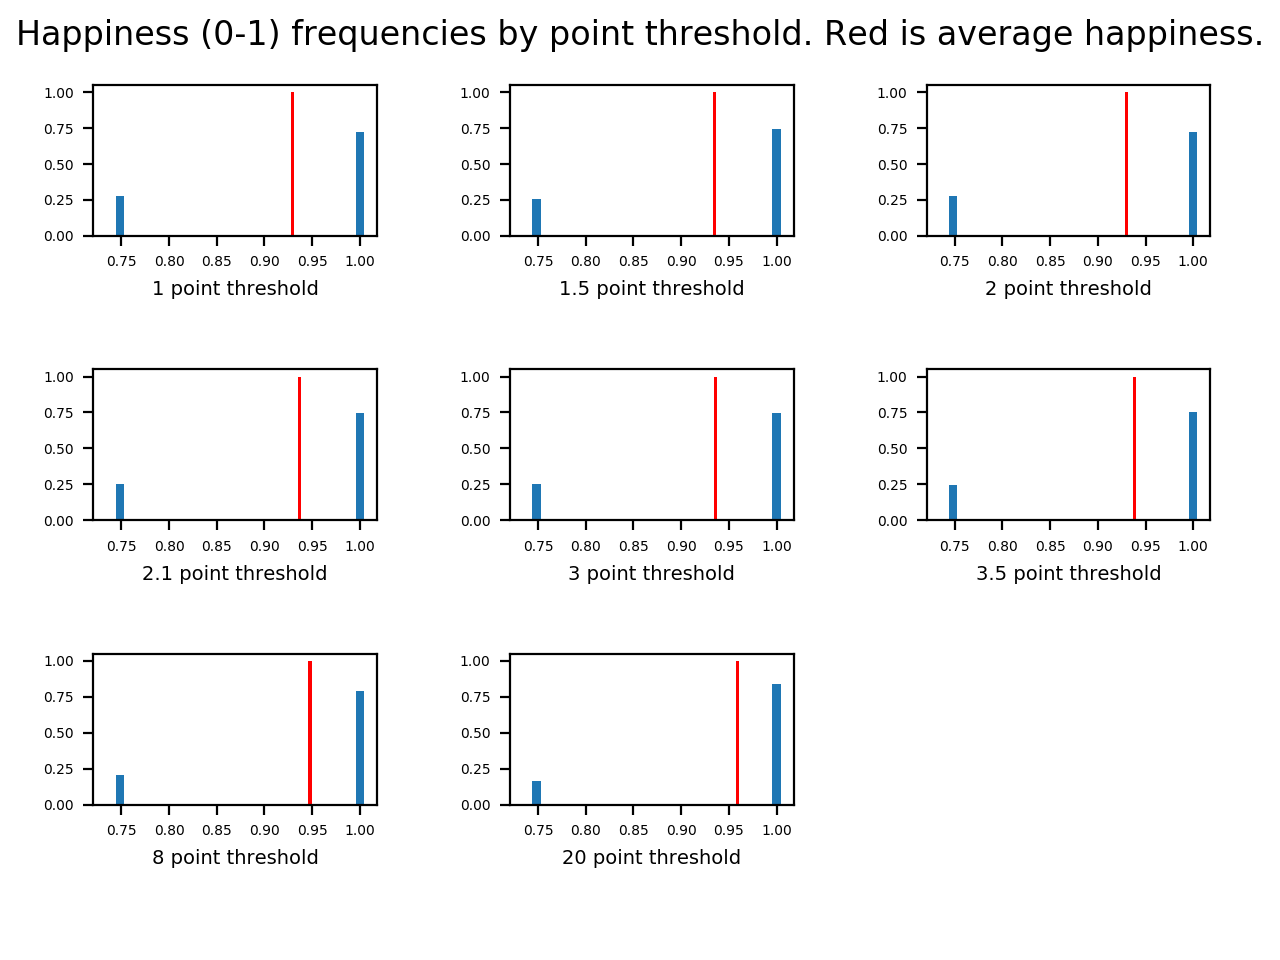 Happiness (0-1) frequencies by point threshold. Red is average happiness.
1.00 1.00 1.00
0.75 0.75 0.75
0.50 0.50 0.50
0.25 0.25 0.25
0.00 0.00 0.00
0.75 0.80 0.85 0.90 0.95 1.00 0.75 0.80 0.85 0.90 0.95 1.00 0.75 0.80 0.85 0.90 0.95 1.00
1 point threshold 1.5 point threshold 2 point threshold
1.00 1.00 1.00
0.75 0.75 0.75
0.50 0.50 0.50
0.25 0.25 0.25
0.00 0.00 0.00
0.75 0.80 0.85 0.90 0.95 1.00 0.75 0.80 0.85 0.90 0.95 1.00 0.75 0.80 0.85 0.90 0.95 1.00
2.1 point threshold 3 point threshold 3.5 point threshold
1.00 1.00
0.75 0.75
0.50 0.50
0.25 0.25
0.00 0.00
0.75 0.80 0.85 0.90 0.95 1.00 0.75 0.80 0.85 0.90 0.95 1.00
8 point threshold 20 point threshold